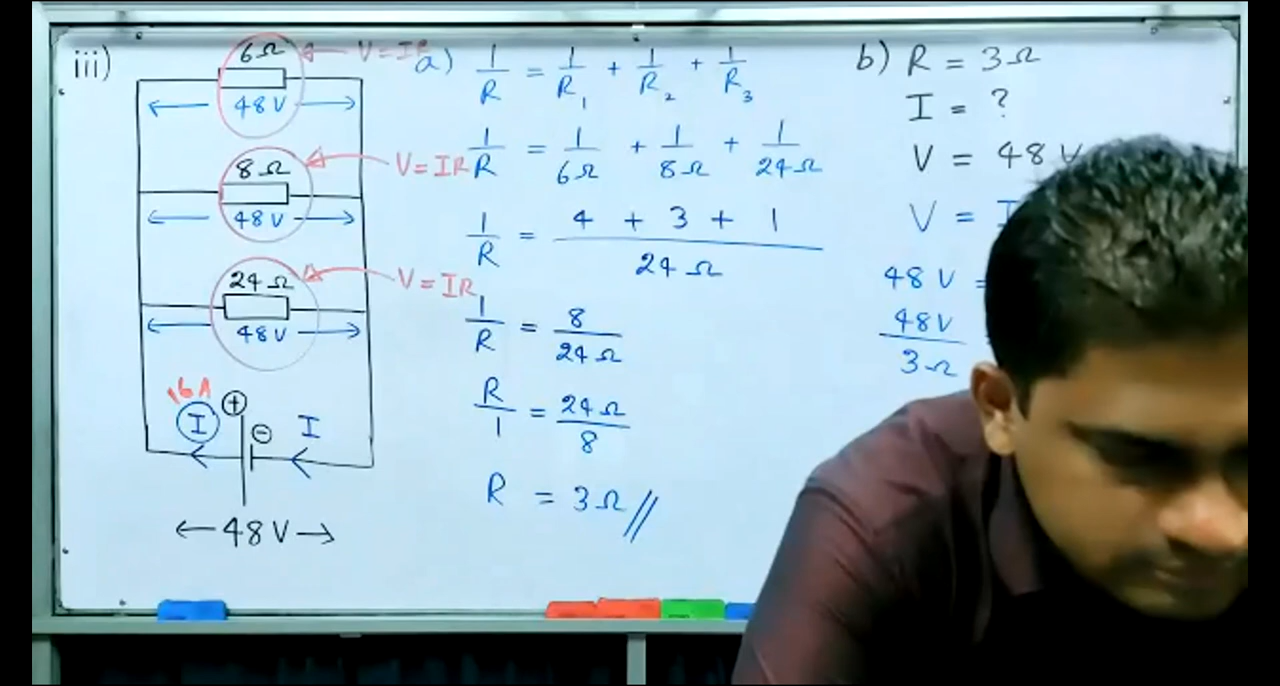 iii)
6Ω
V = IR
48V
8Ω
V = IR
48V
24Ω
V = IR
48V
16A
+
I
−
I
←48V→
a) 1/R = 1/R₁ + 1/R₂ + 1/R₃
1/R = 1/6Ω + 1/8Ω + 1/24Ω
1/R = 4 + 3 + 1 / 24Ω
1/R = 8/24Ω
R/1 = 24Ω/8
R = 3Ω//
b) R = 3Ω
I = ?
V = 48V
V =
48V =
48V/3Ω